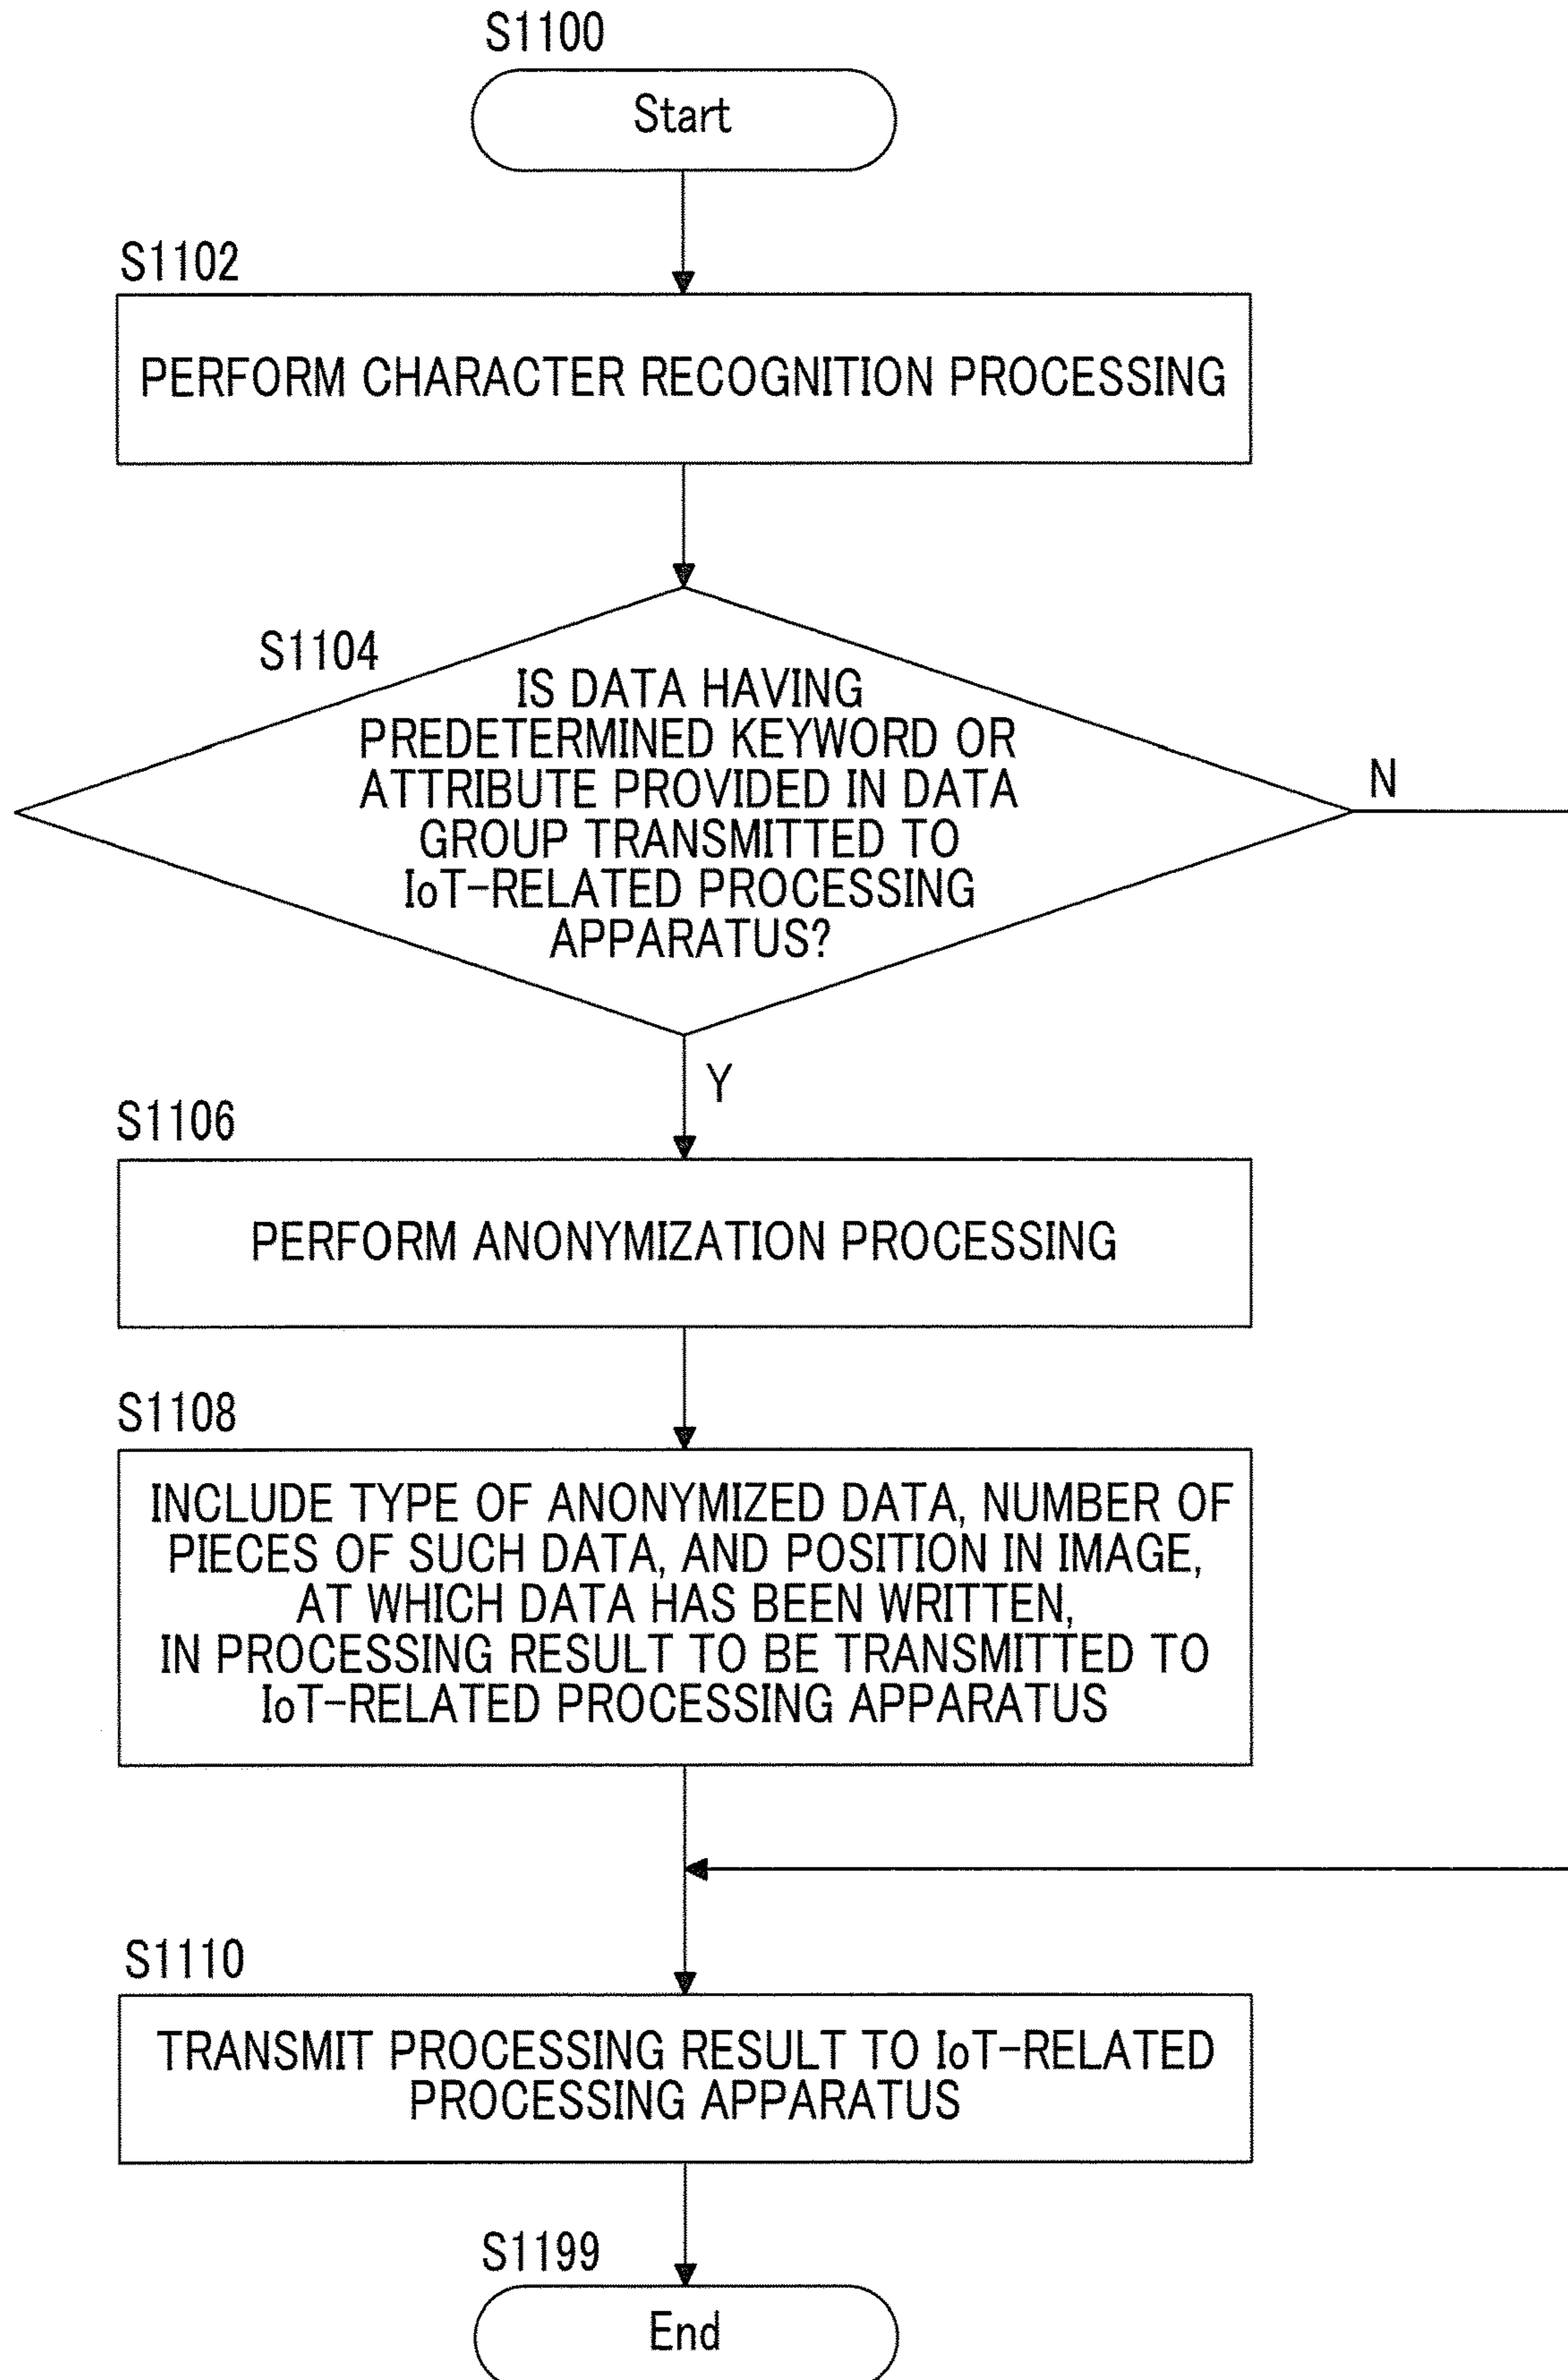 S1100
Start
S1102
PERFORM CHARACTER RECOGNITION PROCESSING
S1104
IS DATA HAVING
PREDETERMINED KEYWORD OR
ATTRIBUTE PROVIDED IN DATA
GROUP TRANSMITTED TO
IoT-RELATED PROCESSING
APPARATUS?
N
Y
S1106
PERFORM ANONYMIZATION PROCESSING
S1108
INCLUDE TYPE OF ANONYMIZED DATA, NUMBER OF
PIECES OF SUCH DATA, AND POSITION IN IMAGE,
AT WHICH DATA HAS BEEN WRITTEN,
IN PROCESSING RESULT TO BE TRANSMITTED TO
IoT-RELATED PROCESSING APPARATUS
S1110
TRANSMIT PROCESSING RESULT TO IoT-RELATED
PROCESSING APPARATUS
S1199
End